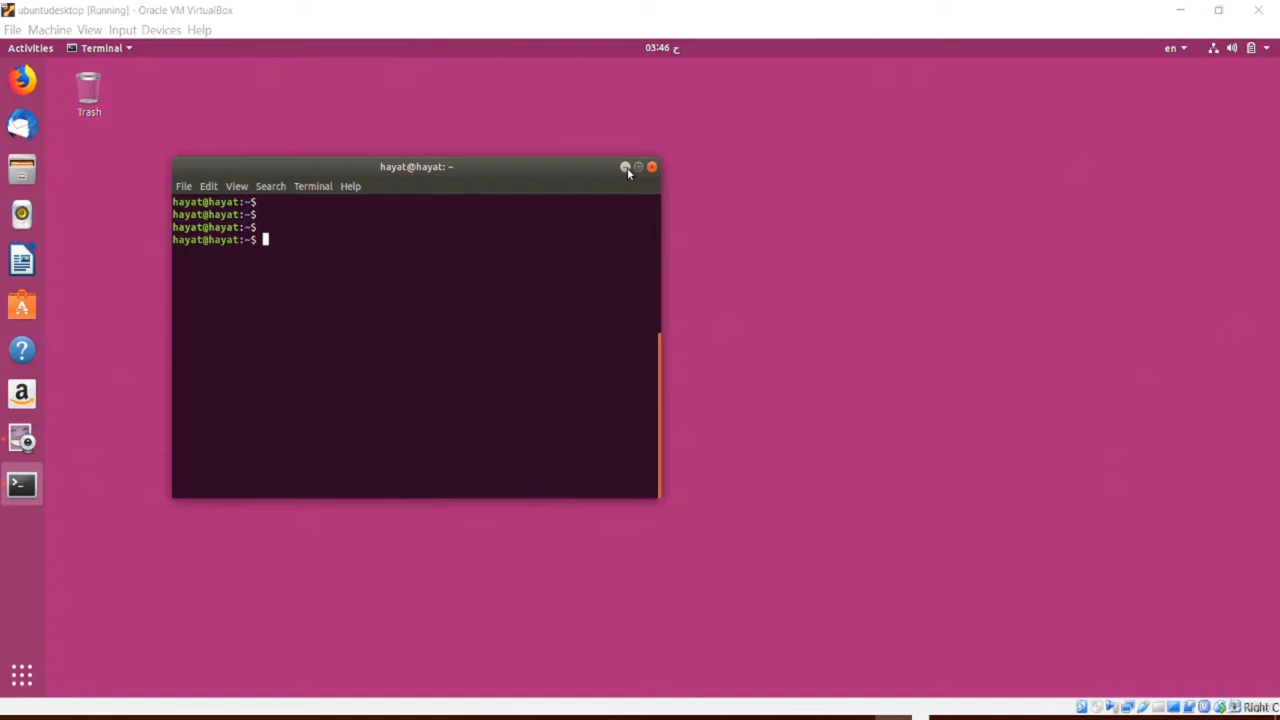 ubuntudesktop [Running] - Oracle VM VirtualBox
File Machine View Input Devices Help
Activities Terminal 03:46 ح en
Trash
hayat@hayat: ~
File Edit View Search Terminal Help
hayat@hayat:~$
hayat@hayat:~$
hayat@hayat:~$
hayat@hayat:~$
Right C